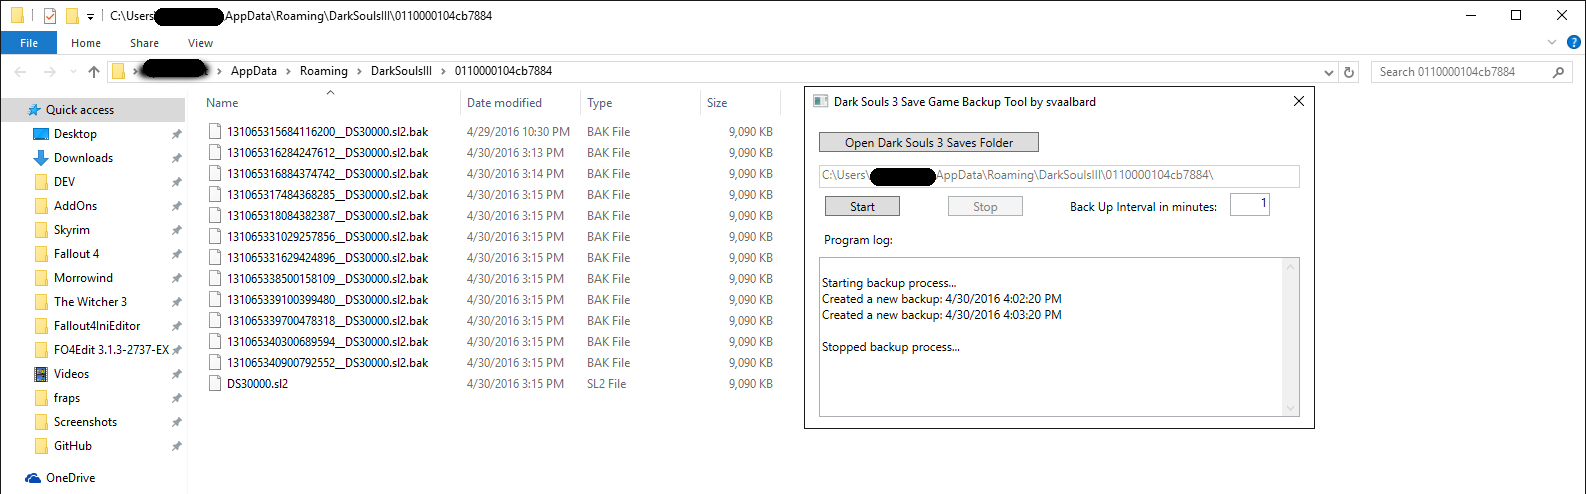 C:\Users\ AppData\Roaming\DarkSoulsIII\0110000104cb7884
File Home Share View
AppData Roaming DarkSoulsIII 0110000104cb7884 Search 0110000104cb7884
Quick access
Desktop
Downloads
DEV
AddOns
Skyrim
Fallout 4
Morrowind
The Witcher 3
Fallout4IniEditor
FO4Edit 3.1.3-2737-EX
Videos
fraps
Screenshots
GitHub
OneDrive
Name Date modified Type Size
131065315684116200__DS30000.sl2.bak 4/29/2016 10:30 PM BAK File 9,090 KB
131065316284247612__DS30000.sl2.bak 4/30/2016 3:13 PM BAK File 9,090 KB
131065316884374742__DS30000.sl2.bak 4/30/2016 3:14 PM BAK File 9,090 KB
131065317484368285__DS30000.sl2.bak 4/30/2016 3:15 PM BAK File 9,090 KB
131065318084382387__DS30000.sl2.bak 4/30/2016 3:15 PM BAK File 9,090 KB
131065331029257856__DS30000.sl2.bak 4/30/2016 3:15 PM BAK File 9,090 KB
131065331629424896__DS30000.sl2.bak 4/30/2016 3:15 PM BAK File 9,090 KB
131065338500158109__DS30000.sl2.bak 4/30/2016 3:15 PM BAK File 9,090 KB
131065339100399480__DS30000.sl2.bak 4/30/2016 3:15 PM BAK File 9,090 KB
131065339700478318__DS30000.sl2.bak 4/30/2016 3:15 PM BAK File 9,090 KB
131065340300689594__DS30000.sl2.bak 4/30/2016 3:15 PM BAK File 9,090 KB
131065340900792552__DS30000.sl2.bak 4/30/2016 3:15 PM BAK File 9,090 KB
DS30000.sl2 4/30/2016 3:15 PM SL2 File 9,090 KB
Dark Souls 3 Save Game Backup Tool by svaalbard
Open Dark Souls 3 Saves Folder
C:\Users\ AppData\Roaming\DarkSoulsIII\0110000104cb7884\
Start Stop Back Up Interval in minutes: 1
Program log:
Starting backup process...
Created a new backup: 4/30/2016 4:02:20 PM
Created a new backup: 4/30/2016 4:03:20 PM
Stopped backup process...